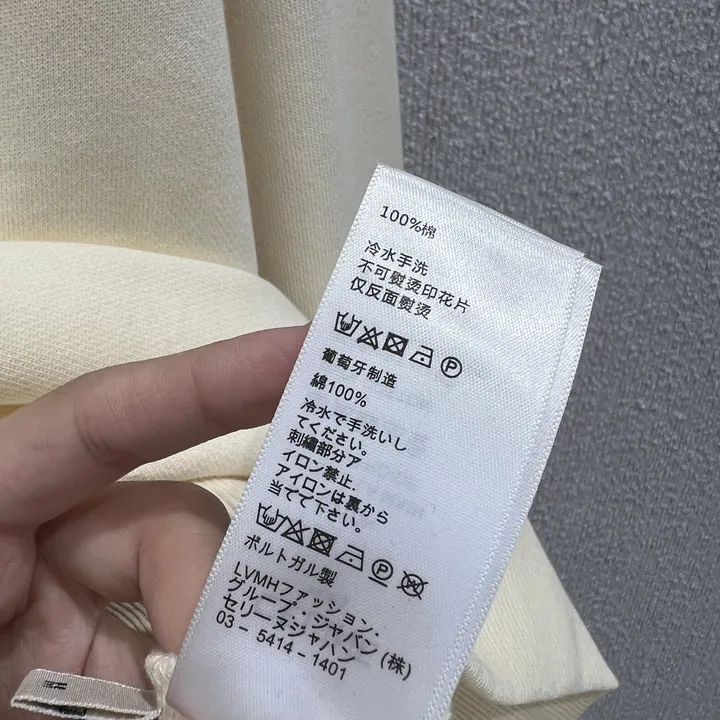 100%棉
冷水手洗
不可熨烫印花片
仅反面熨烫
葡萄牙制造
綿100%
冷水で手洗いし
てください。
刺繍部分ア
イロン禁止
アイロンは裏から
当てて下さい。
ポルトガル製
LVMHファッション・
グループ・ジャパン
セリーヌジャパン (株)
03 - 5414 - 1401